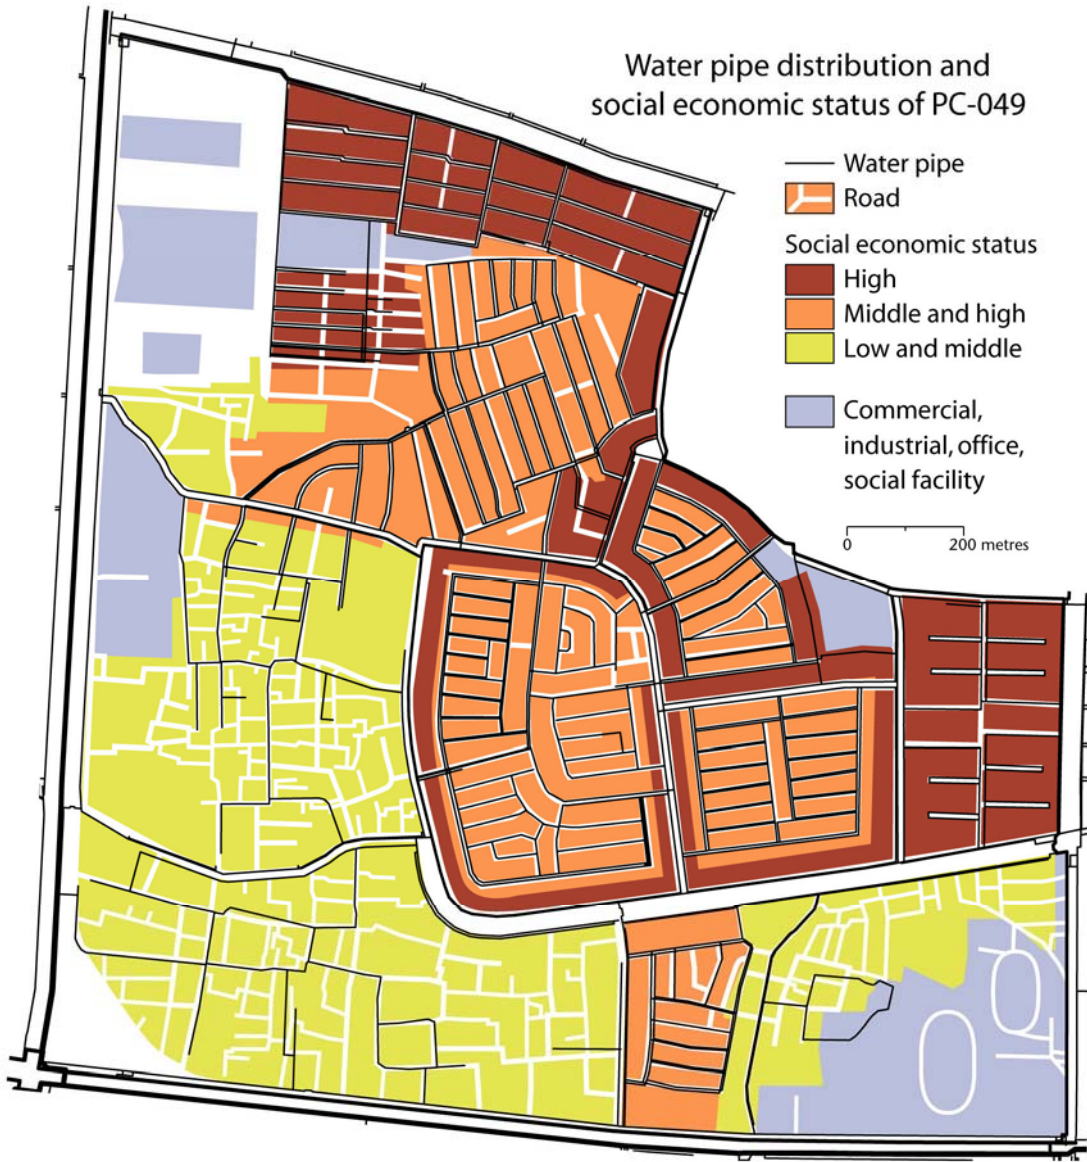 Water pipe distribution and
social economic status of PC-049
Water pipe
Road
Social economic status
High
Middle and high
Low and middle
Commercial,
industrial, office,
social facility
0 200 metres